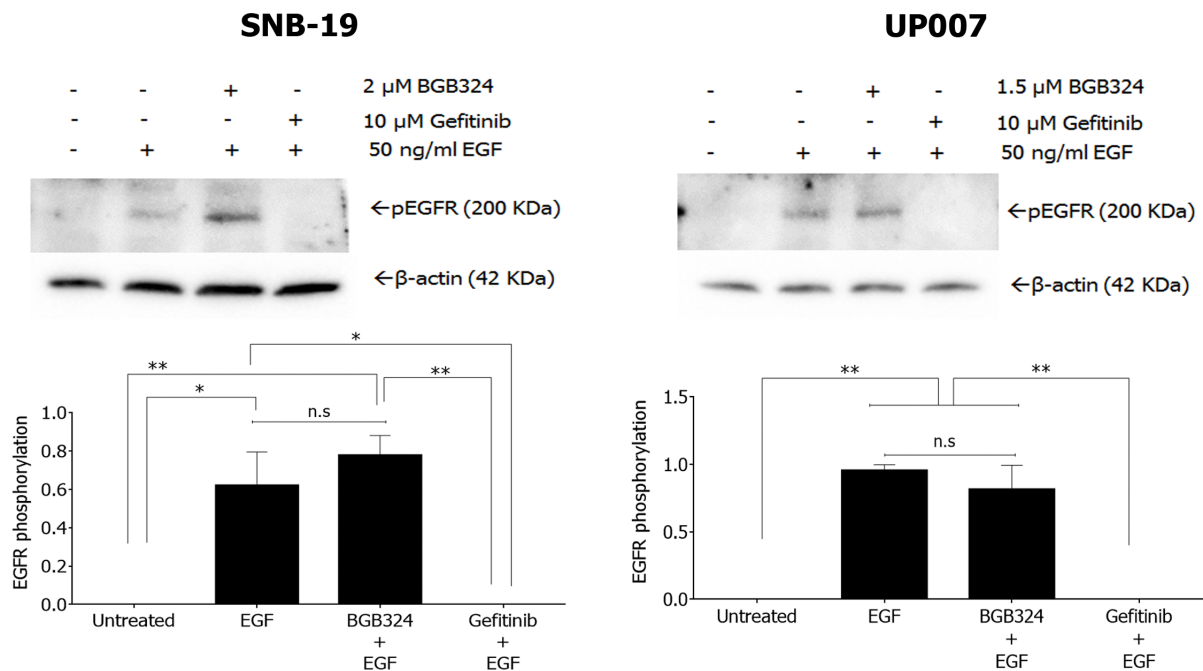 SNB-19
- - + - 2 µM BGB324
- - - + 10 µM Gefitinib
- + + + 50 ng/ml EGF
←pEGFR (200 KDa)
←β-actin (42 KDa)
*
**
**
*
n.s
EGFR phosphorylation
1.0
0.8
0.6
0.4
0.2
0.0
Untreated
EGF
BGB324
+
EGF
Gefitinib
+
EGF
UP007
- - + - 1.5 µM BGB324
- - - + 10 µM Gefitinib
- + + + 50 ng/ml EGF
←pEGFR (200 KDa)
←β-actin (42 KDa)
**
**
n.s
EGFR phosphorylation
1.5
1.0
0.5
0.0
Untreated
EGF
BGB324
+
EGF
Gefitinib
+
EGF